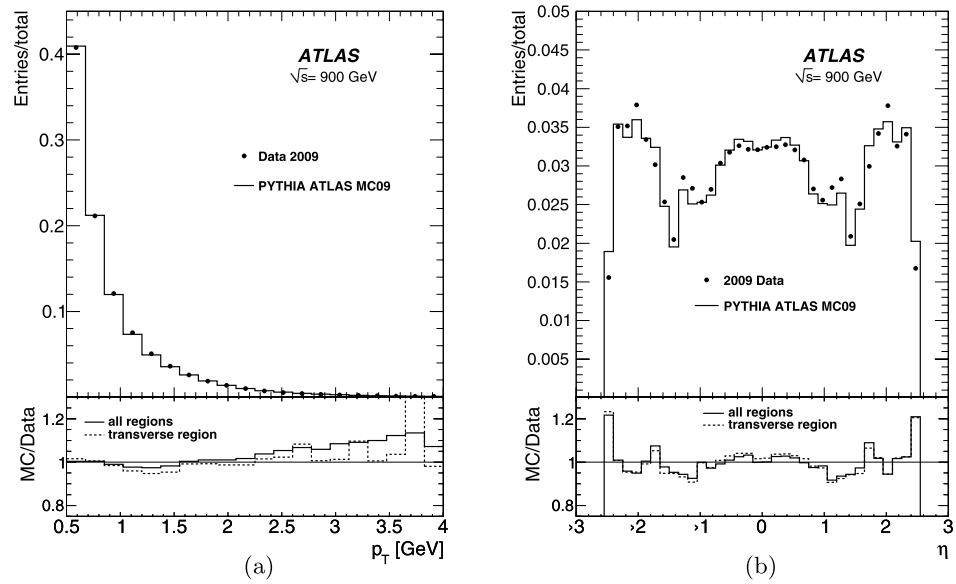 Entries/total
0.4
0.3
0.2
0.1
ATLAS
√s= 900 GeV
Data 2009
PYTHIA ATLAS MC09
MC/Data
1.2
1
0.8
all regions
transverse region
0.5 1 1.5 2 2.5 3 3.5 4
p_T [GeV]
(a)
Entries/total
0.05
0.045
0.04
0.035
0.03
0.025
0.02
0.015
0.01
0.005
ATLAS
√s= 900 GeV
2009 Data
PYTHIA ATLAS MC09
MC/Data
1.2
1
0.8
all regions
transverse region
›3 ›2 ›1 0 1 2 3
η
(b)